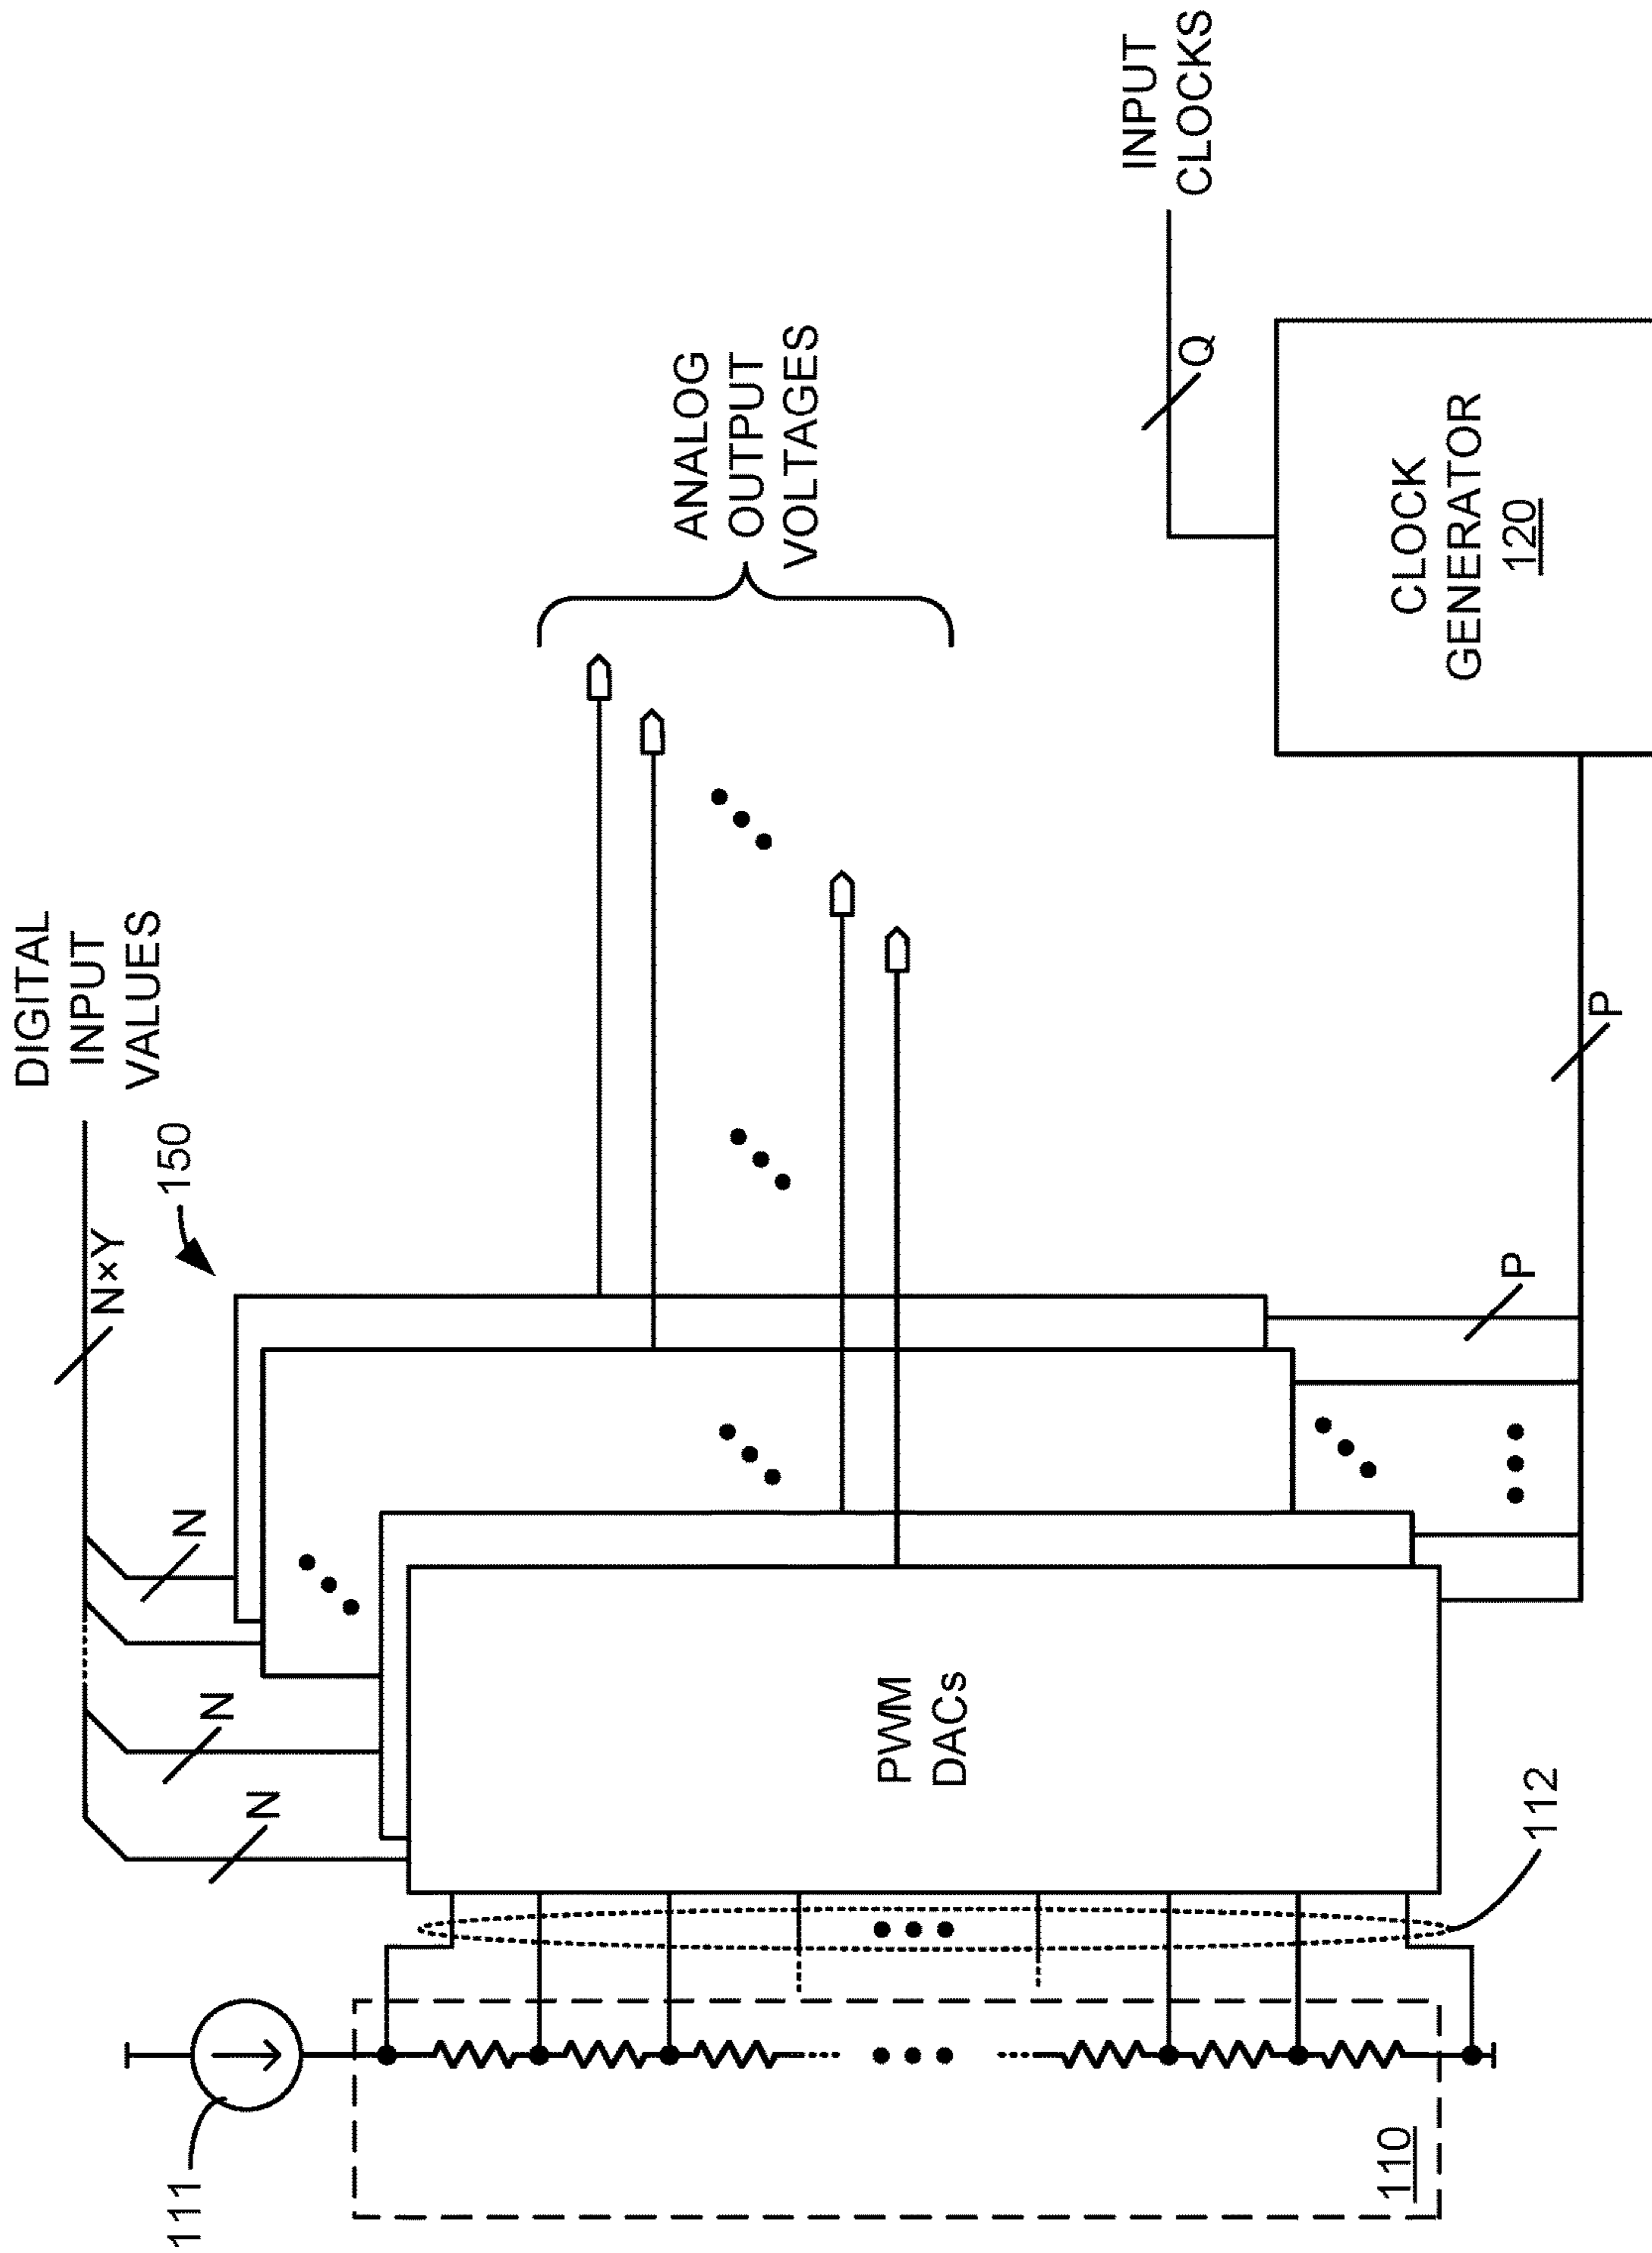 DIGITAL
INPUT
VALUES
N×Y
150
N
N
N
111
110
112
PWM
DACs
ANALOG
OUTPUT
VOLTAGES
P
P
INPUT
CLOCKS
Q
CLOCK
GENERATOR
120